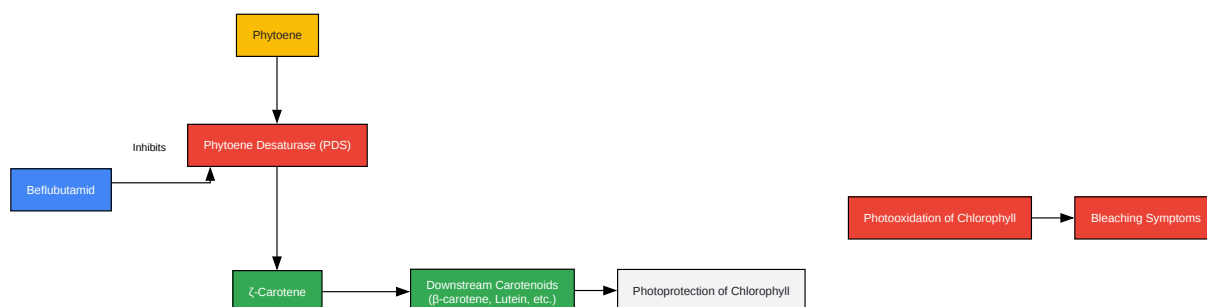 Phytoene
Phytoene Desaturase (PDS)
Inhibits
Beflubutamid
Photooxidation of Chlorophyll
Bleaching Symptoms
ζ-Carotene
Downstream Carotenoids
(β-carotene, Lutein, etc.)
Photoprotection of Chlorophyll